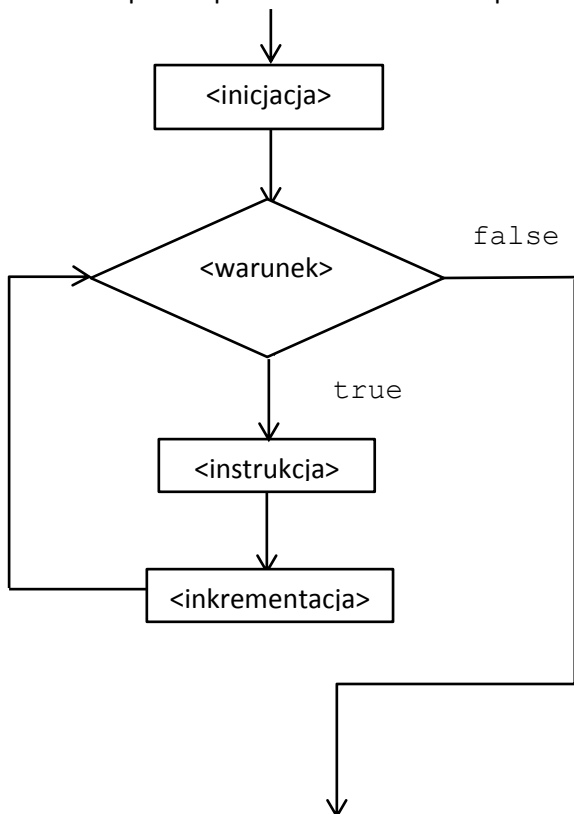 <inicjacja>
false
<warunek>
true
<instrukcja>
<inkrementacja>